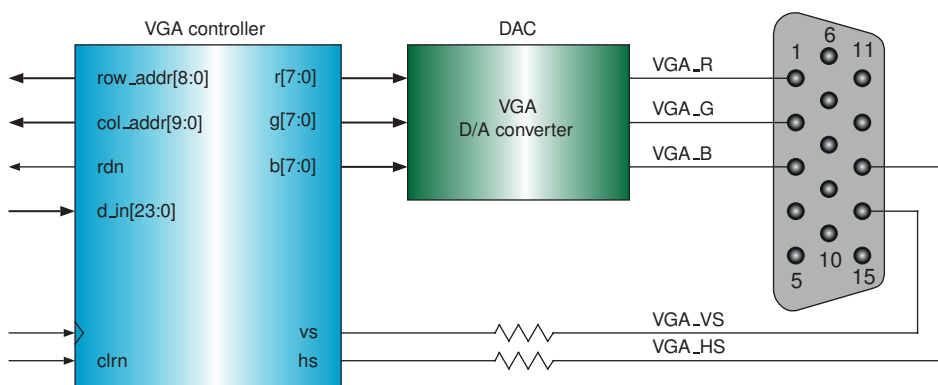 VGA controller
DAC
row_addr[8:0]
r[7:0]
col_addr[9:0]
g[7:0]
rdn
b[7:0]
d_in[23:0]
vs
clrn
hs
VGA
D/A converter
VGA_R
VGA_G
VGA_B
VGA_VS
VGA_HS
1
6
11
5
10
15